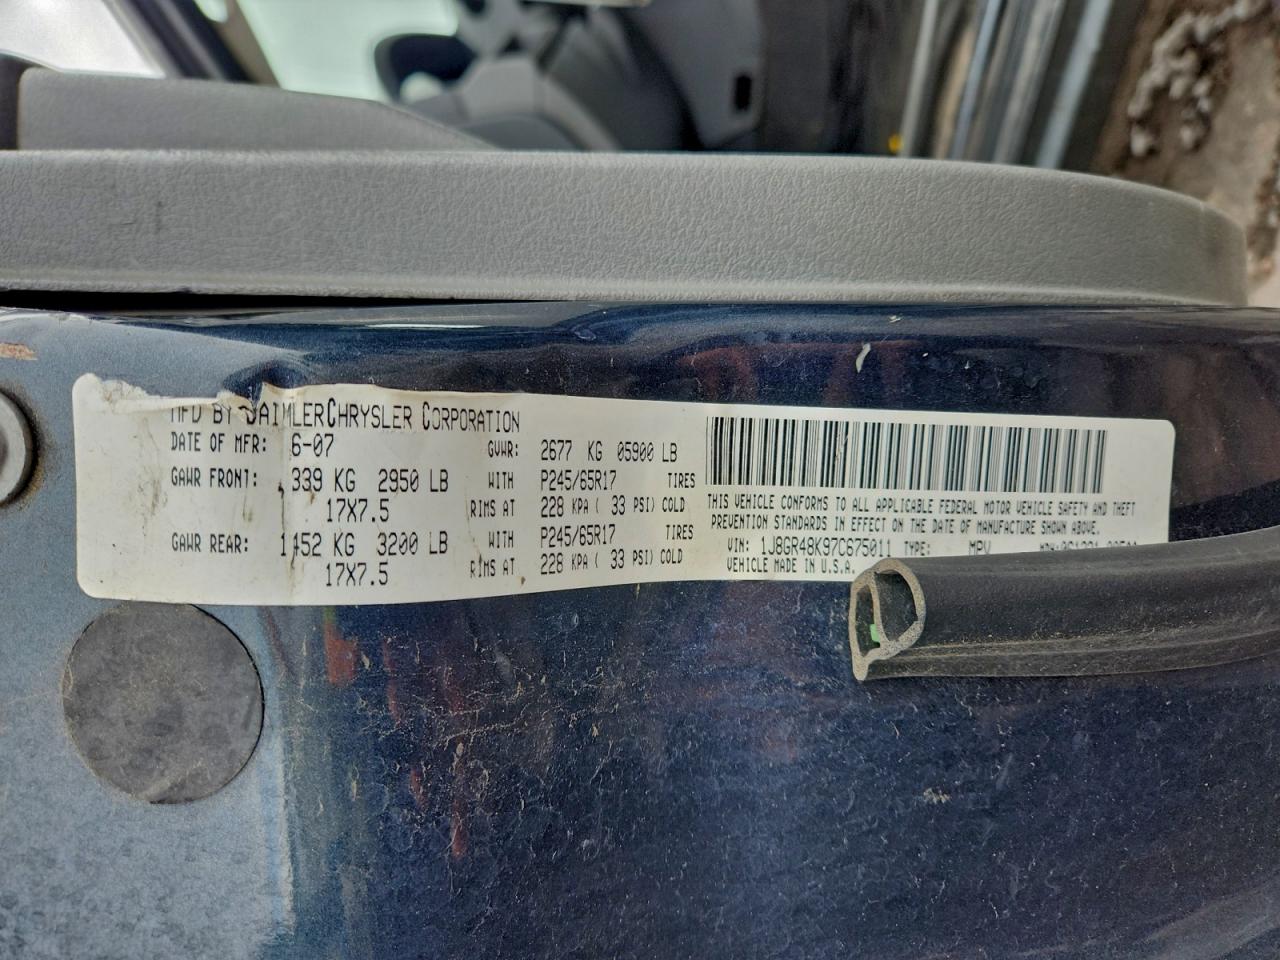 MFD BY DAIMLERCHRYSLER CORPORATION
DATE OF MFR: 6-07 GVWR: 2677 KG 05900 LB
GAWR FRONT: 339 KG 2950 LB WITH P245/65R17 TIRES
17X7.5 RIMS AT 228 KPA ( 33 PSI) COLD
GAWR REAR: 1452 KG 3200 LB WITH P245/65R17 TIRES
17X7.5 RIMS AT 228 KPA ( 33 PSI) COLD
THIS VEHICLE CONFORMS TO ALL APPLICABLE FEDERAL MOTOR VEHICLE SAFETY AND THEFT
PREVENTION STANDARDS IN EFFECT ON THE DATE OF MANUFACTURE SHOWN ABOVE.
VIN: 1J8GR48K97C675011 TYPE: MPV
VEHICLE MADE IN U.S.A.